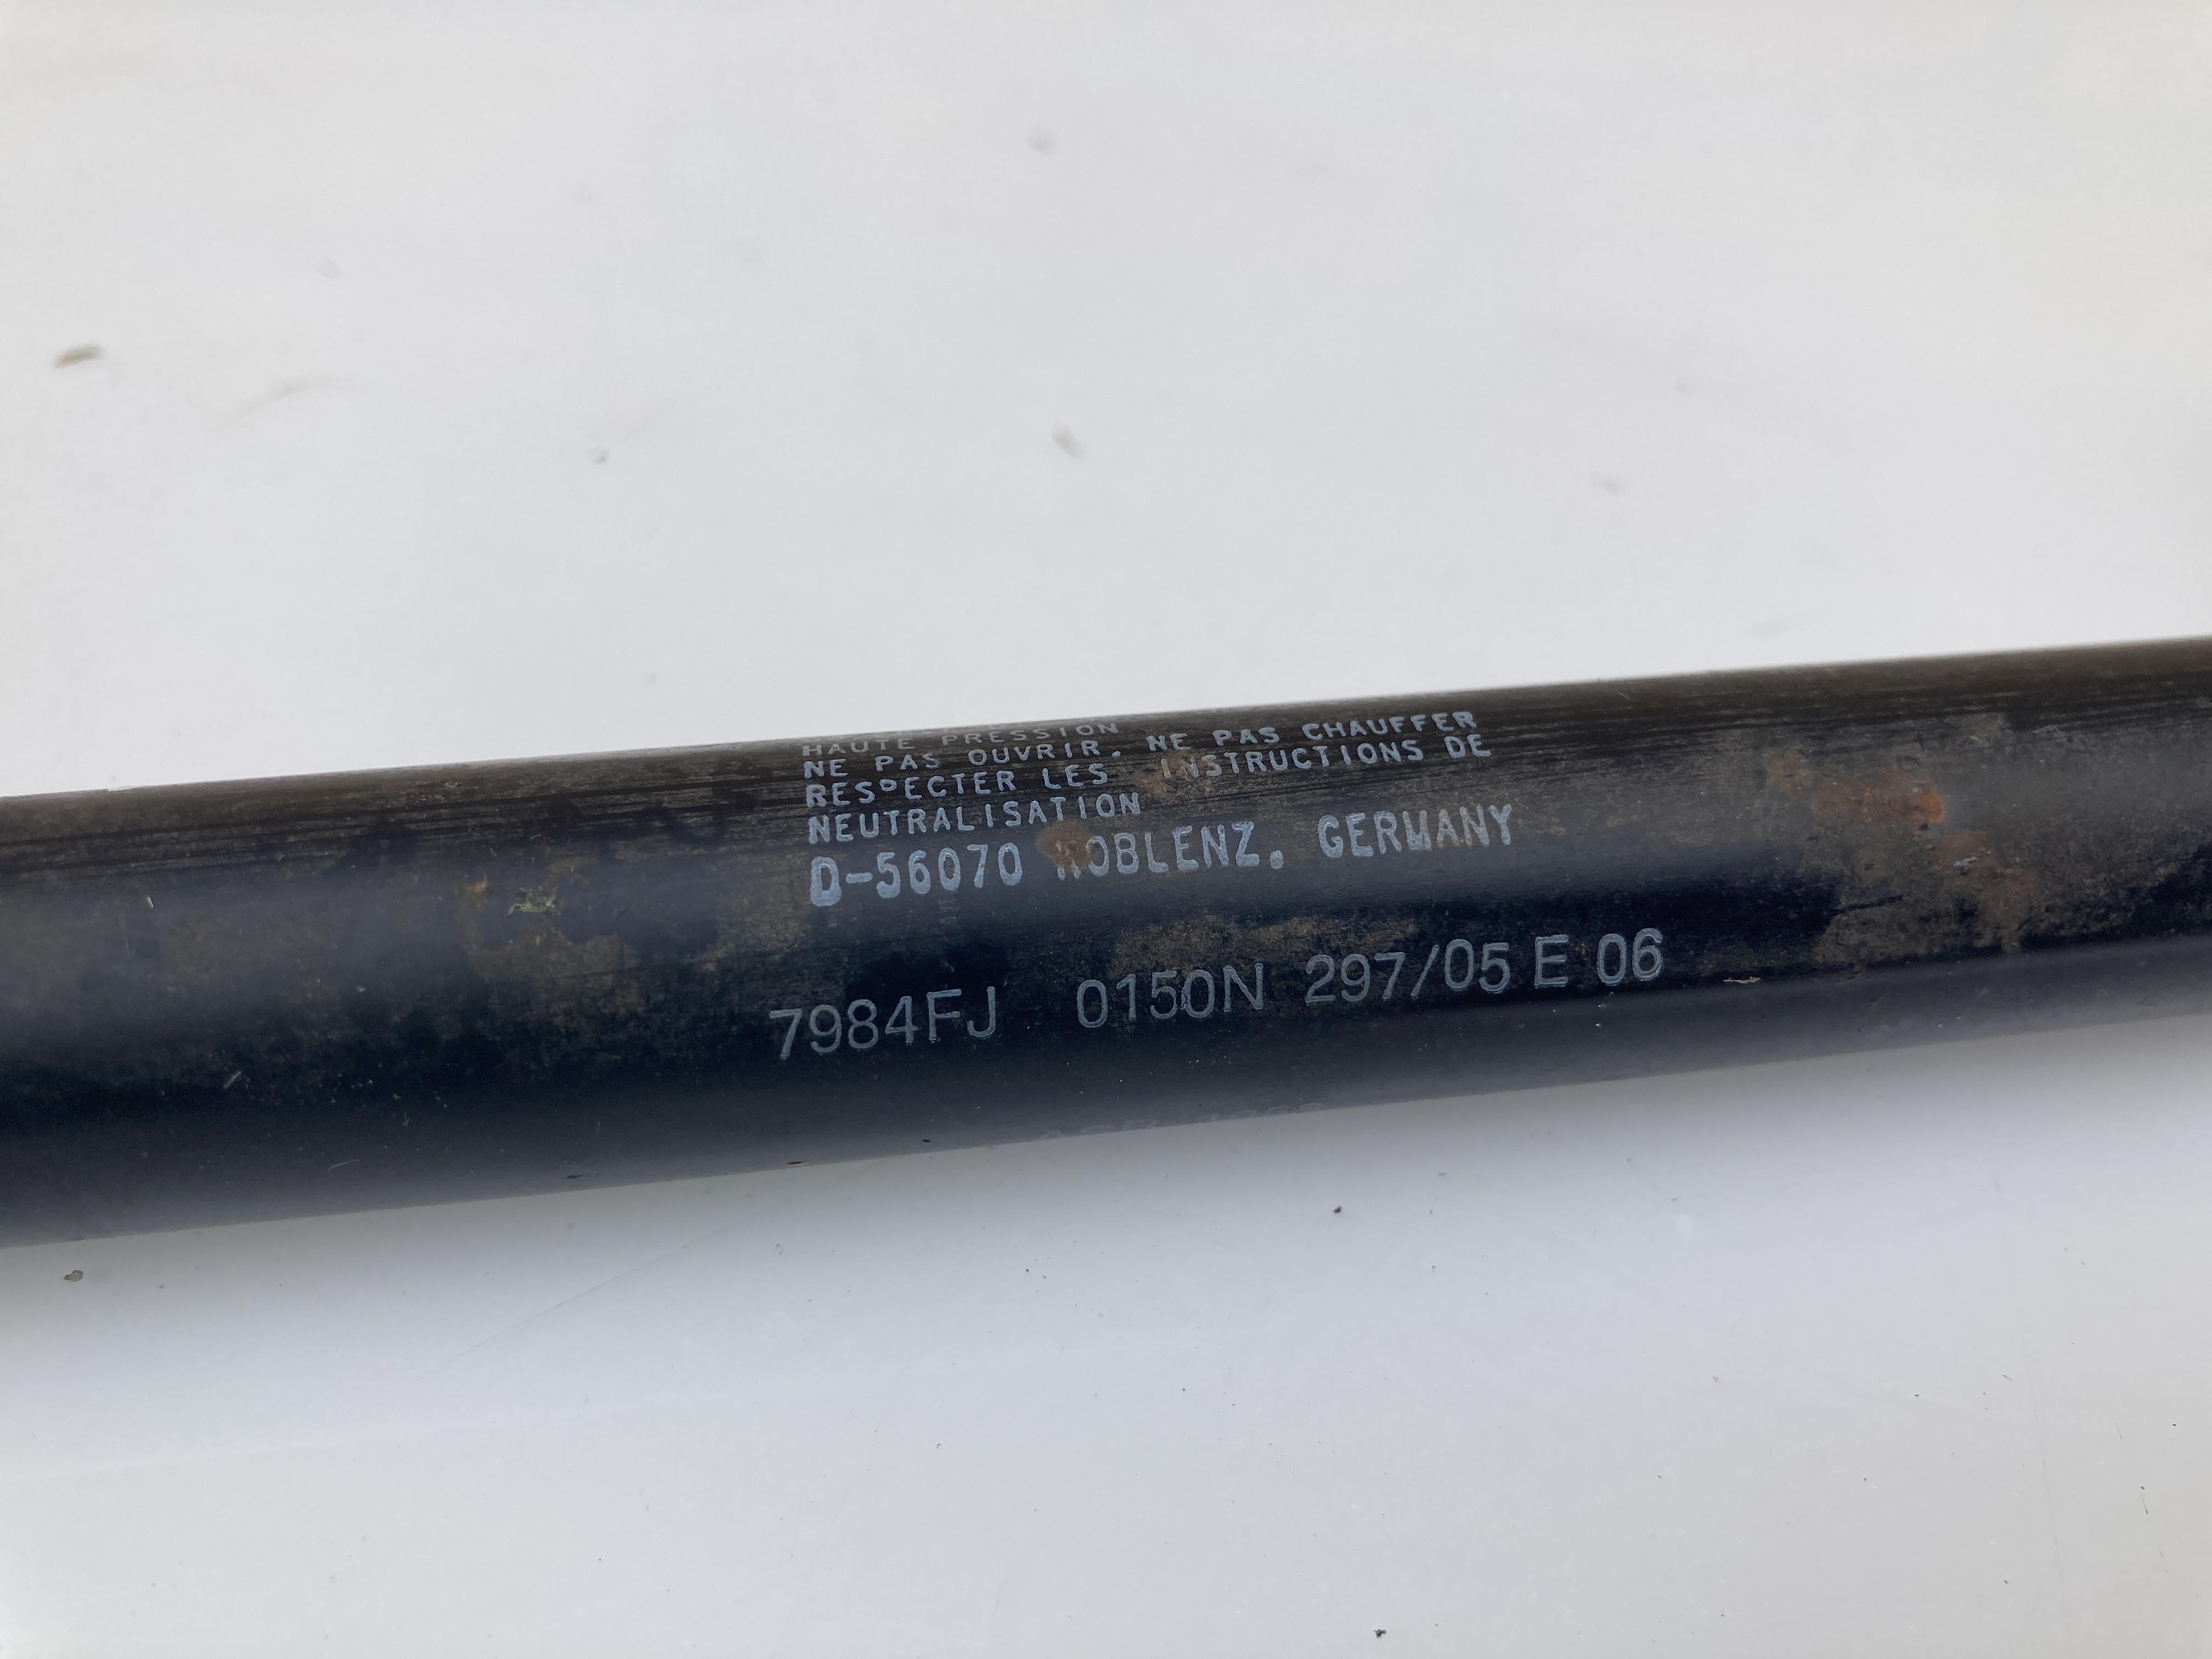 HAUTE PRESSION
NE PAS OUVRIR. NE PAS CHAUFFER
RESPECTER LES INSTRUCTIONS DE
NEUTRALISATION
D-56070 KOBLENZ, GERMANY
7984FJ 0150N 297/05 E 06